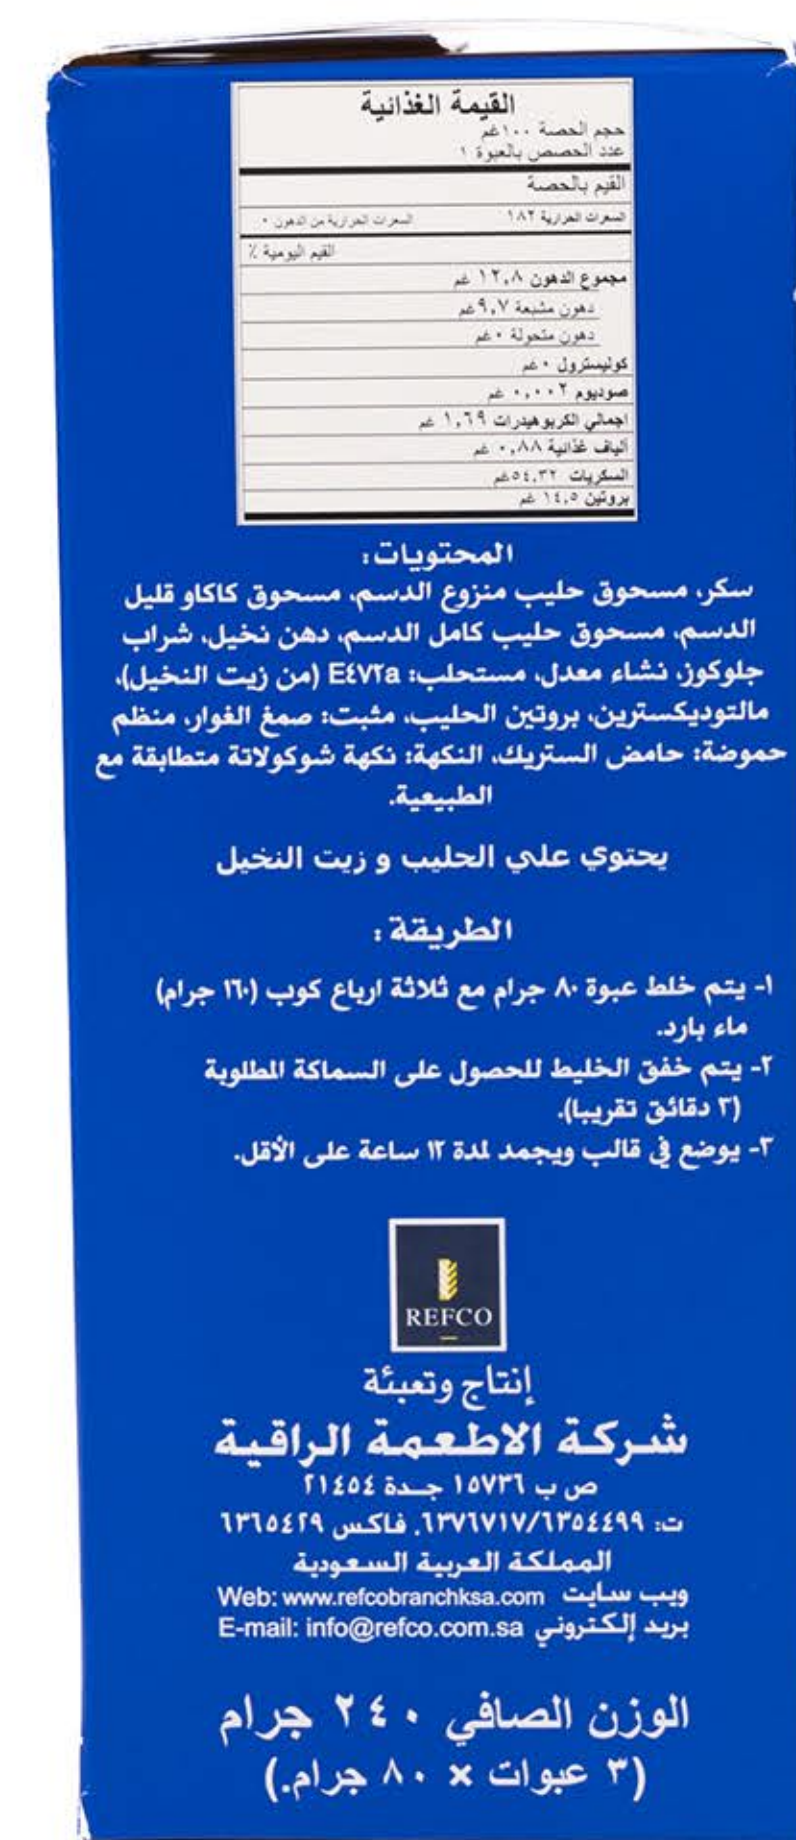 القيمة الغذائية
حجم الحصة ١٠٠غم
عدد الحصص بالعبوة ١
القيم بالحصة
السعرات الحرارية ١٨٢ السعرات الحرارية من الدهون ٠
القيم اليومية ٪
مجموع الدهون ١٢,٨ غم
دهون مشبعة ٩,٧غم
دهون متحولة ٠غم
كوليسترول ٠غم
صوديوم ٠,٠٠٢ غم
اجمالي الكربوهيدرات ١,٦٩ غم
ألياف غذائية ٠,٨٨ غم
السكريات ٥٤,٣٢غم
بروتين ١٤,٥ غم
المحتويات:
سكر، مسحوق حليب منزوع الدسم، مسحوق كاكاو قليل
الدسم، مسحوق حليب كامل الدسم، دهن نخيل، شراب
جلوكوز، نشاء معدل، مستحلب: E٤٧٢a (من زيت النخيل)،
مالتوديكسترين، بروتين الحليب، مثبت: صمغ الغوار، منظم
حموضة: حامض الستريك، النكهة: نكهة شوكولاتة متطابقة مع
الطبيعية.
يحتوي علي الحليب و زيت النخيل
الطريقة :
١- يتم خلط عبوة ٨٠ جرام مع ثلاثة ارباع كوب (١٦٠ جرام)
ماء بارد.
٢- يتم خفق الخليط للحصول على السماكة المطلوبة
(٣ دقائق تقريبا).
٣- يوضع في قالب ويجمد لمدة ١٢ ساعة على الأقل.
REFCO
إنتاج وتعبئة
شركة الاطعمة الراقية
ص ب ١٥٧٣٦ جدة ٢١٤٥٤
ت: ٦٣٧٦٧١٧/٦٣٥٤٤٩٩. فاكس ٦٣٦٥٤٢٩
المملكة العربية السعودية
ويب سايت Web: www.refcobranchksa.com
بريد إلكتروني E-mail: info@refco.com.sa
الوزن الصافي ٢٤٠ جرام
(٣ عبوات × ٨٠ جرام.)